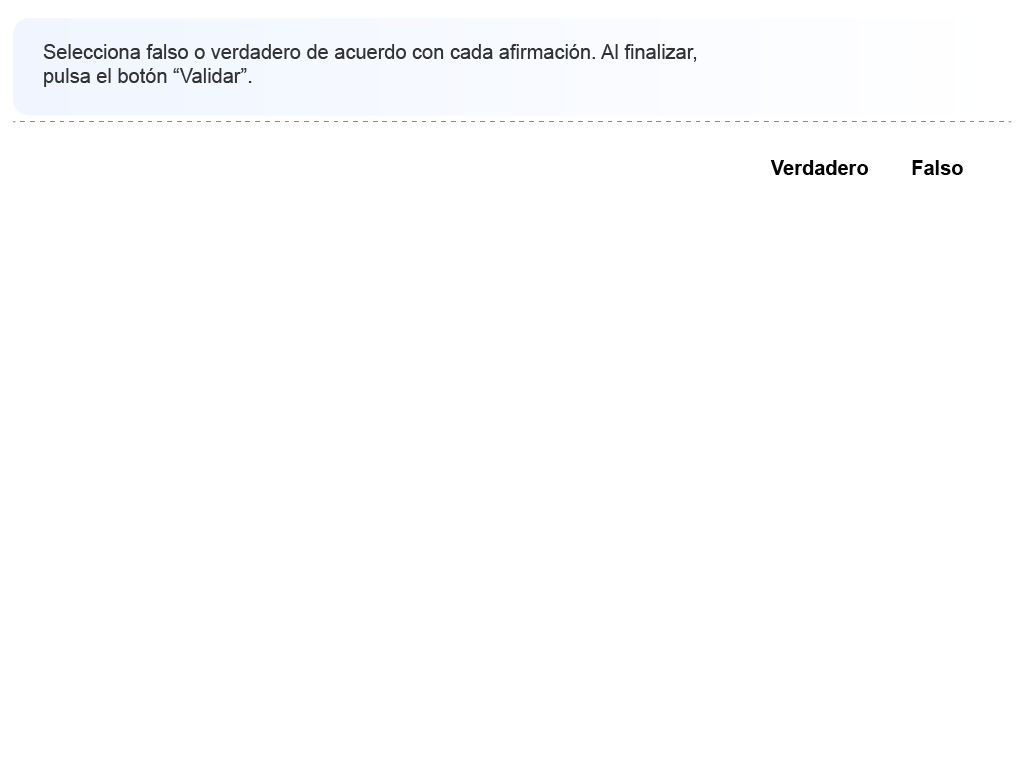 Selecciona falso o verdadero de acuerdo con cada afirmación. Al finalizar,
pulsa el botón “Validar”.
Verdadero Falso